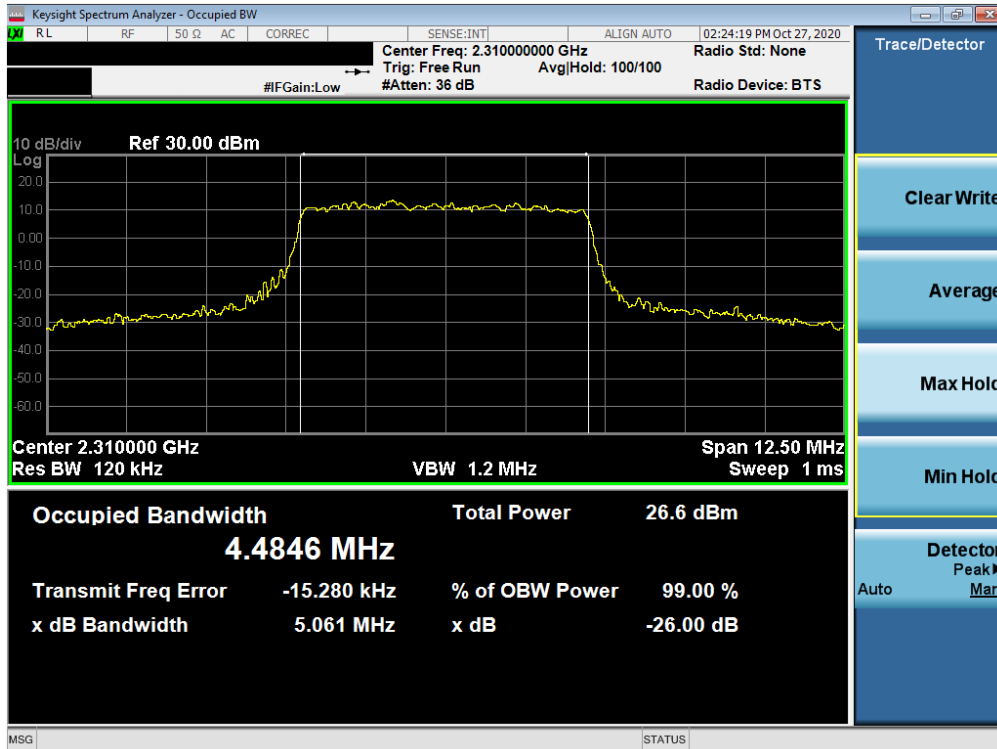 Keysight Spectrum Analyzer - Occupied BW
LXI RL RF 50 Ω AC CORREC SENSE:INT ALIGN AUTO 02:24:19 PM Oct 27, 2020
Center Freq: 2.310000000 GHz Radio Std: None
Trig: Free Run Avg|Hold: 100/100
#IFGain:Low #Atten: 36 dB Radio Device: BTS
Trace/Detector
10 dB/div Ref 30.00 dBm
Log
20.0
10.0
0.00
-10.0
-20.0
-30.0
-40.0
-50.0
-60.0
Center 2.310000 GHz Span 12.50 MHz
Res BW 120 kHz VBW 1.2 MHz Sweep 1 ms
Occupied Bandwidth Total Power 26.6 dBm
4.4846 MHz
Transmit Freq Error -15.280 kHz % of OBW Power 99.00 %
x dB Bandwidth 5.061 MHz x dB -26.00 dB
Clear Write
Average
Max Hold
Min Hold
Detector
Peak
Auto Man
MSG STATUS